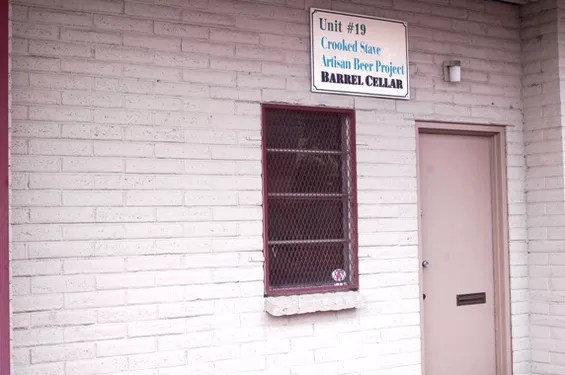 Unit #19
Crooked Stave
Artisan Beer Project
BARREL CELLAR